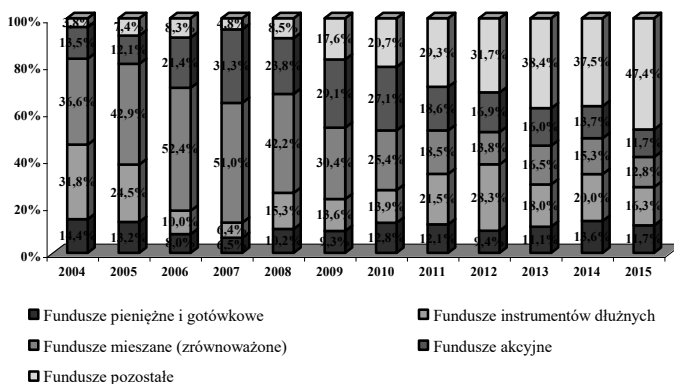 100%
80%
60%
40%
20%
0%
3,8% 7,4% 8,3% 4,8% 8,5% 17,6% 20,7% 29,3% 31,7% 38,4% 37,5% 47,4%
13,5% 12,1% 21,4% 31,3% 23,8% 29,1% 27,1% 18,6% 16,9% 16,0% 13,7% 11,7%
36,6% 42,9% 52,4% 51,0% 42,2% 30,4% 25,4% 18,5% 13,8% 16,5% 15,3% 12,8%
31,8% 24,5% 10,0% 6,4% 15,3% 13,6% 13,9% 21,5% 28,3% 18,0% 20,0% 16,3%
14,4% 13,2% 8,0% 6,5% 10,2% 9,3% 12,8% 12,1% 9,4% 11,1% 13,6% 11,7%
2004 2005 2006 2007 2008 2009 2010 2011 2012 2013 2014 2015
Fundusze pieniężne i gotówkowe
Fundusze instrumentów dłużnych
Fundusze mieszane (zrównoważone)
Fundusze akcyjne
Fundusze pozostałe